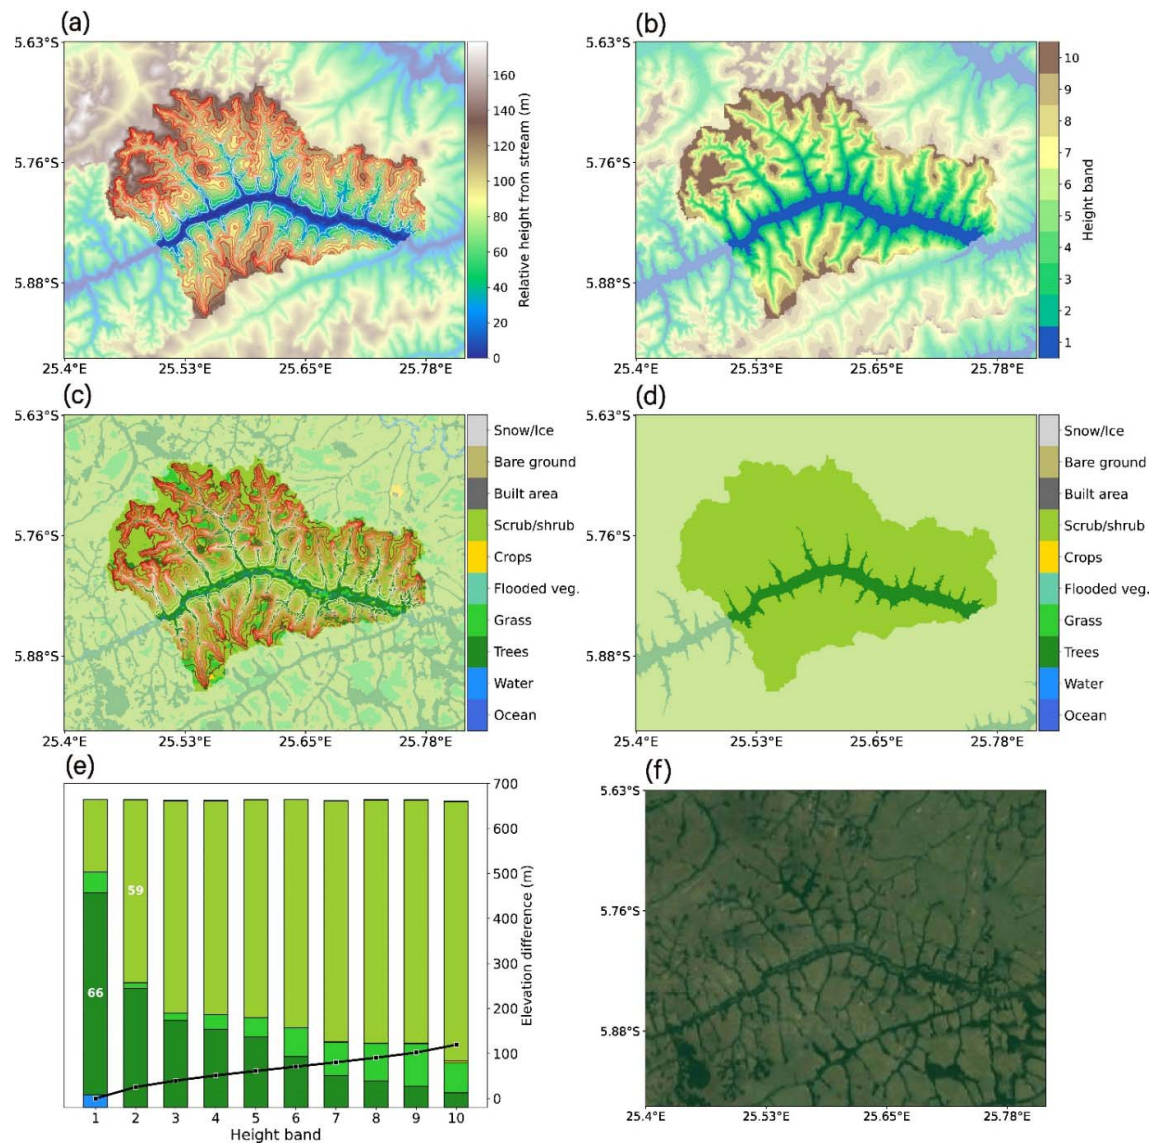 (a)
5.63°S
5.76°S
5.88°S
25.4°E
25.53°E
25.65°E
25.78°E
160
140
120
100
80
60
40
20
0
Relative height from stream (m)
(b)
5.63°S
5.76°S
5.88°S
25.4°E
25.53°E
25.65°E
25.78°E
10
9
8
7
6
5
4
3
2
1
Height band
(c)
5.63°S
5.76°S
5.88°S
25.4°E
25.53°E
25.65°E
25.78°E
Snow/Ice
Bare ground
Built area
Scrub/shrub
Crops
Flooded veg.
Grass
Trees
Water
Ocean
(d)
5.63°S
5.76°S
5.88°S
25.4°E
25.53°E
25.65°E
25.78°E
Snow/Ice
Bare ground
Built area
Scrub/shrub
Crops
Flooded veg.
Grass
Trees
Water
Ocean
(e)
59
66
700
600
500
400
300
200
100
0
Elevation difference (m)
1 2 3 4 5 6 7 8 9 10
Height band
(f)
5.63°S
5.76°S
5.88°S
25.4°E
25.53°E
25.65°E
25.78°E